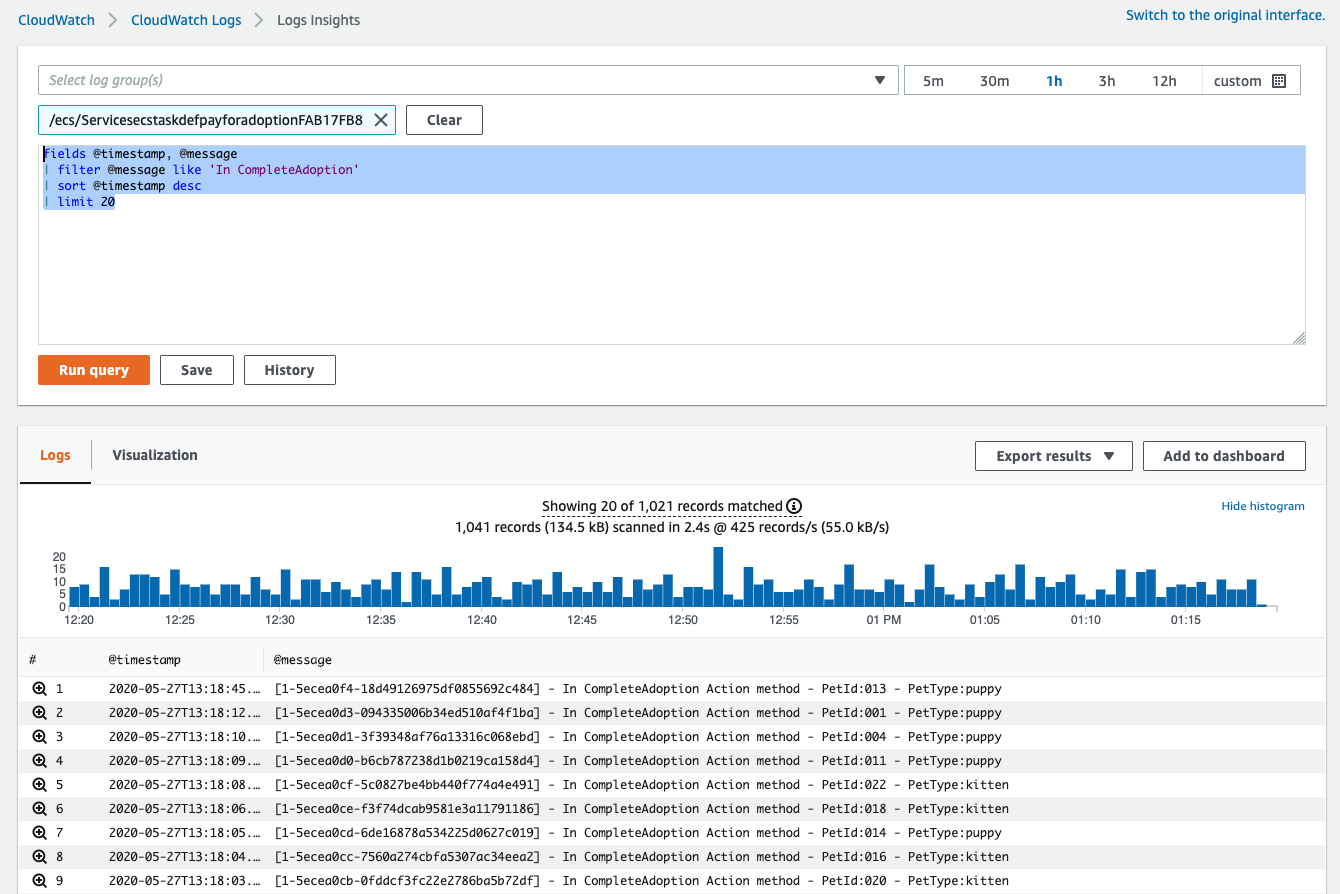 CloudWatch > CloudWatch Logs > Logs Insights
Switch to the original interface.
Select log group(s)
5m 30m 1h 3h 12h custom
/ecs/ServicesecstaskdefpayforadoptionFAB17FB8
Clear
fields @timestamp, @message
| filter @message like 'In CompleteAdoption'
| sort @timestamp desc
| limit 20
Run query Save History
Logs Visualization
Export results Add to dashboard
Showing 20 of 1,021 records matched
Hide histogram
1,041 records (134.5 kB) scanned in 2.4s @ 425 records/s (55.0 kB/s)
20
15
10
5
0
12:20 12:25 12:30 12:35 12:40 12:45 12:50 12:55 01 PM 01:05 01:10 01:15
# @timestamp @message
1 2020-05-27T13:18:45.… [1-5ecea0f4-18d49126975df0855692c484] - In CompleteAdoption Action method - PetId:013 - PetType:puppy
2 2020-05-27T13:18:12.… [1-5ecea0d3-094335006b34ed510af4f1ba] - In CompleteAdoption Action method - PetId:001 - PetType:puppy
3 2020-05-27T13:18:10.… [1-5ecea0d1-3f39348af76a13316c068ebd] - In CompleteAdoption Action method - PetId:004 - PetType:puppy
4 2020-05-27T13:18:09.… [1-5ecea0d0-b6cb787238d1b0219ca158d4] - In CompleteAdoption Action method - PetId:011 - PetType:puppy
5 2020-05-27T13:18:08.… [1-5ecea0cf-5c0827be4bb440f774a4e491] - In CompleteAdoption Action method - PetId:022 - PetType:kitten
6 2020-05-27T13:18:06.… [1-5ecea0ce-f3f74dcab9581e3a11791186] - In CompleteAdoption Action method - PetId:018 - PetType:kitten
7 2020-05-27T13:18:05.… [1-5ecea0cd-6de16878a534225d0627c019] - In CompleteAdoption Action method - PetId:014 - PetType:puppy
8 2020-05-27T13:18:04.… [1-5ecea0cc-7560a274cbfa5307ac34eea2] - In CompleteAdoption Action method - PetId:016 - PetType:kitten
9 2020-05-27T13:18:03.… [1-5ecea0cb-0fddcf3fc22e2786ba5b72df] - In CompleteAdoption Action method - PetId:020 - PetType:kitten